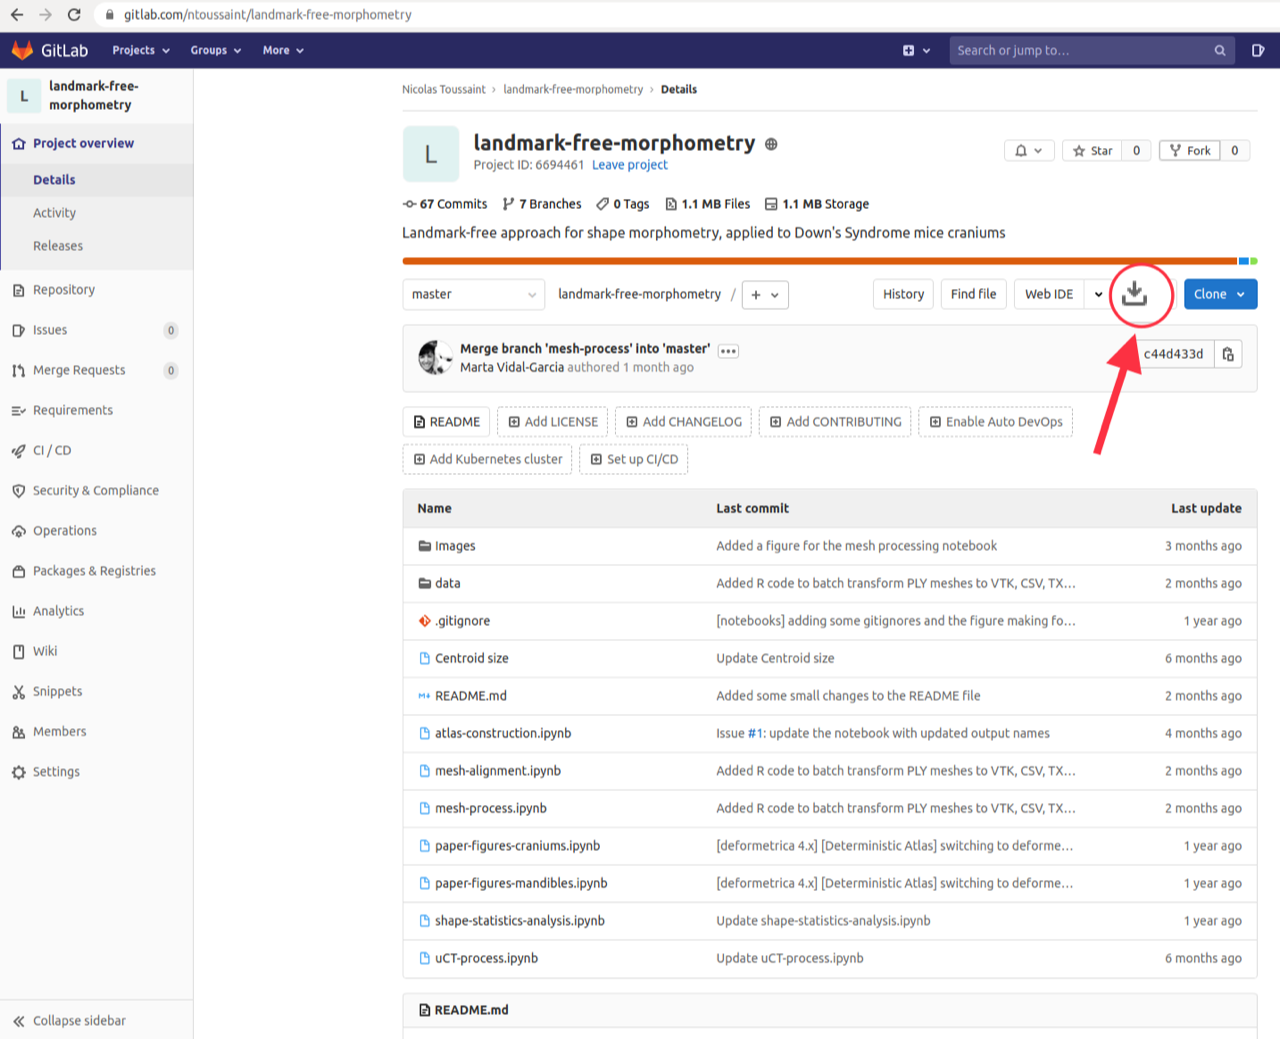 gitlab.com/ntoussaint/landmark-free-morphometry
GitLab Projects Groups More Search or jump to...
L landmark-free-morphometry
Project overview
Details
Activity
Releases
Repository
Issues 0
Merge Requests 0
Requirements
CI / CD
Security & Compliance
Operations
Packages & Registries
Analytics
Wiki
Snippets
Members
Settings
Collapse sidebar
Nicolas Toussaint › landmark-free-morphometry › Details
L
landmark-free-morphometry
Project ID: 6694461 Leave project
Star 0 Fork 0
67 Commits 7 Branches 0 Tags 1.1 MB Files 1.1 MB Storage
Landmark-free approach for shape morphometry, applied to Down's Syndrome mice craniums
master landmark-free-morphometry / + History Find file Web IDE Clone
Merge branch 'mesh-process' into 'master' •••
Marta Vidal-Garcia authored 1 month ago
c44d433d
README Add LICENSE Add CHANGELOG Add CONTRIBUTING Enable Auto DevOps
Add Kubernetes cluster Set up CI/CD
Name Last commit Last update
Images Added a figure for the mesh processing notebook 3 months ago
data Added R code to batch transform PLY meshes to VTK, CSV, TX... 2 months ago
.gitignore [notebooks] adding some gitignores and the figure making fo... 1 year ago
Centroid size Update Centroid size 6 months ago
README.md Added some small changes to the README file 2 months ago
atlas-construction.ipynb Issue #1: update the notebook with updated output names 4 months ago
mesh-alignment.ipynb Added R code to batch transform PLY meshes to VTK, CSV, TX... 2 months ago
mesh-process.ipynb Added R code to batch transform PLY meshes to VTK, CSV, TX... 2 months ago
paper-figures-craniums.ipynb [deformetrica 4.x] [Deterministic Atlas] switching to deforme... 1 year ago
paper-figures-mandibles.ipynb [deformetrica 4.x] [Deterministic Atlas] switching to deforme... 1 year ago
shape-statistics-analysis.ipynb Update shape-statistics-analysis.ipynb 1 year ago
uCT-process.ipynb Update uCT-process.ipynb 6 months ago
README.md